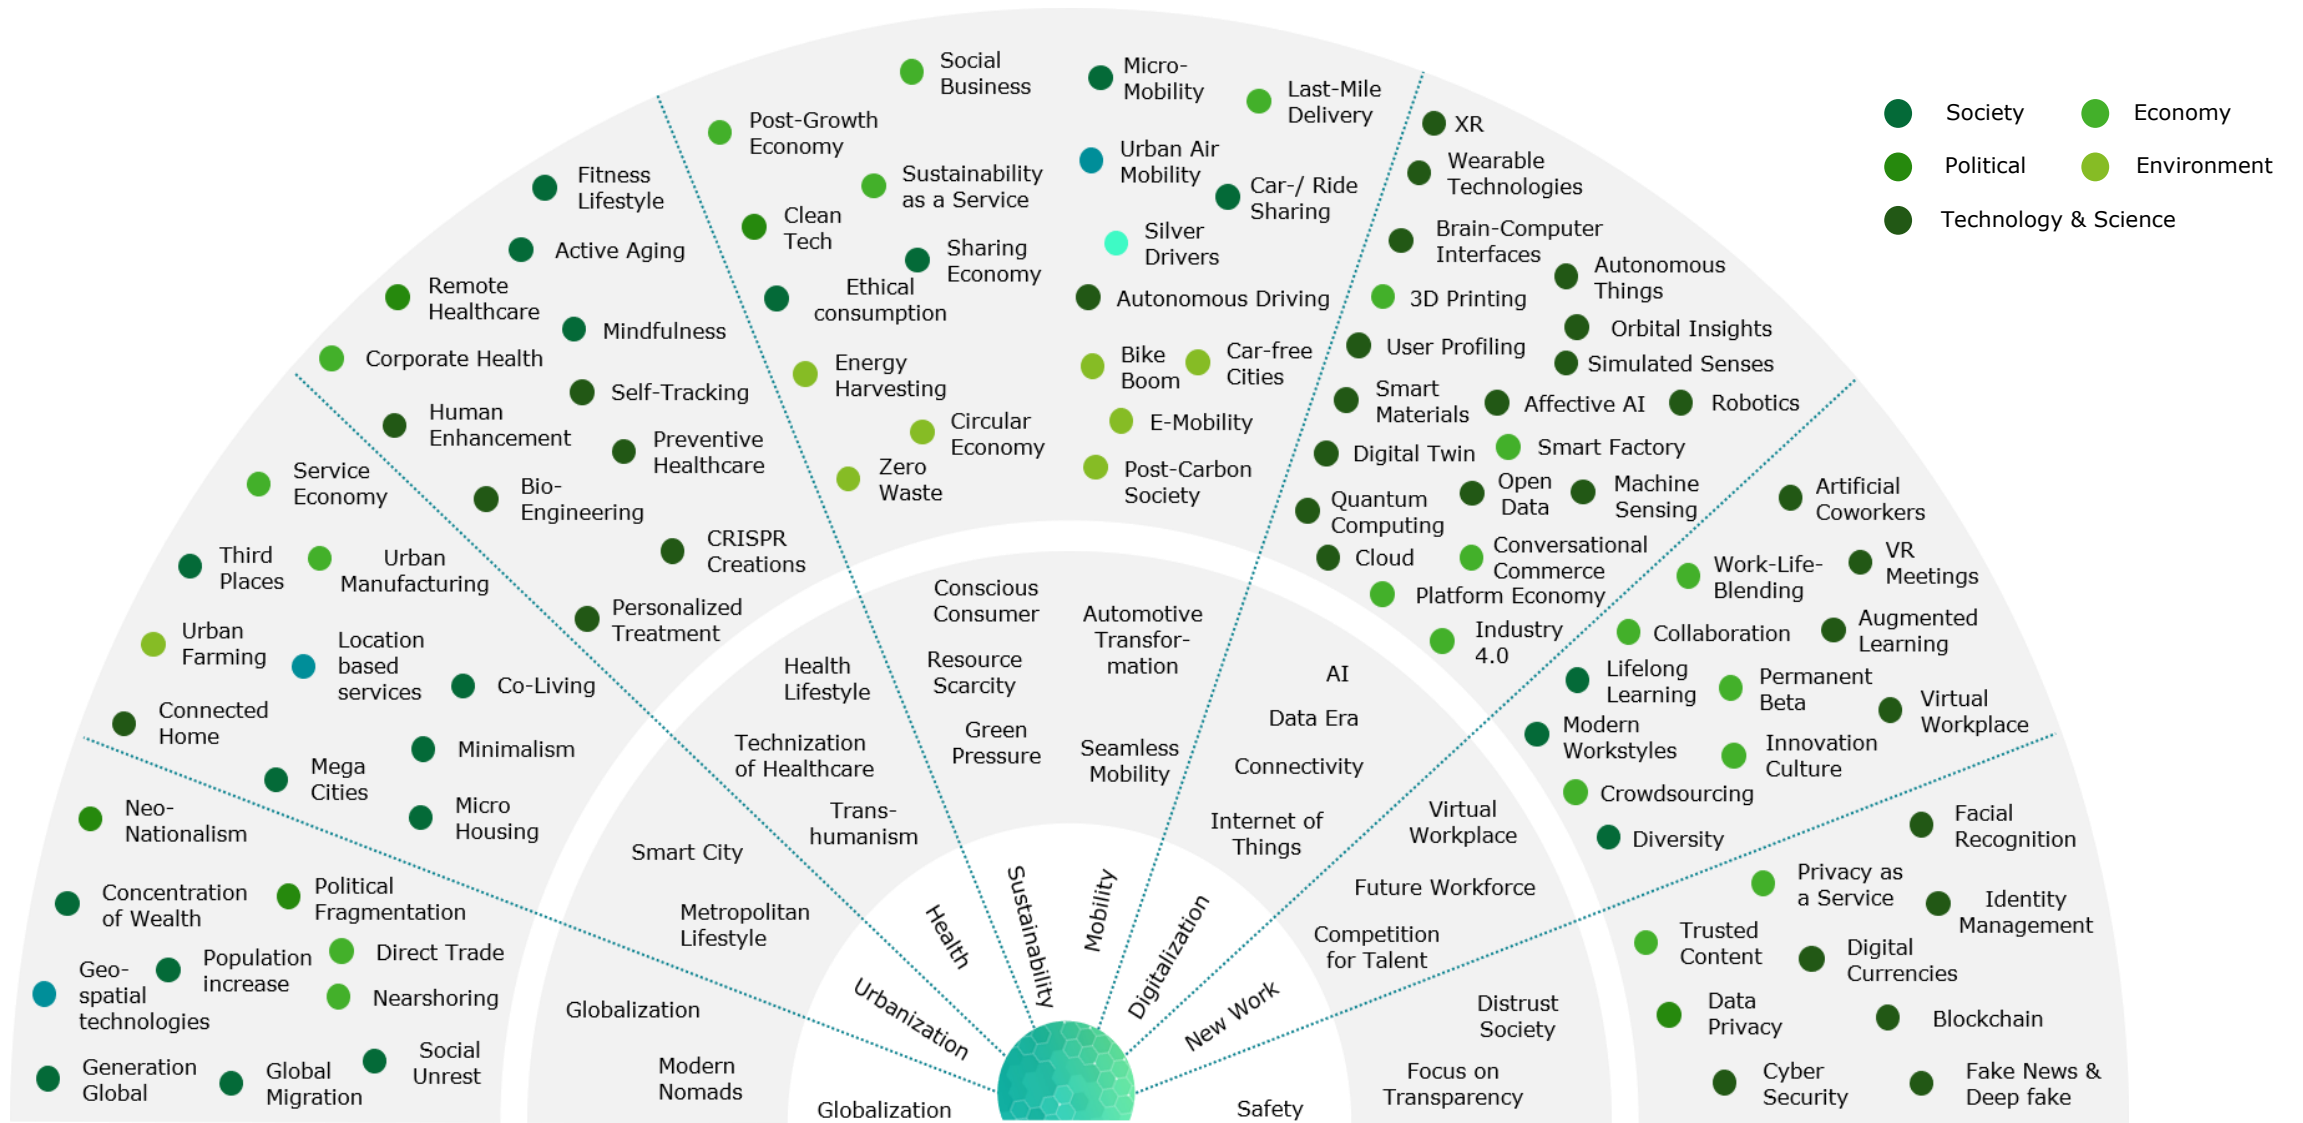 Society
Economy
Political
Environment
Technology & Science
Social
Business
Micro-
Mobility
Last-Mile
Delivery
Post-Growth
Economy
Urban Air
Mobility
Sustainability
as a Service
Car-/ Ride
Sharing
Clean
Tech
Silver
Drivers
Sharing
Economy
Ethical
consumption
Autonomous Driving
Energy
Harvesting
Bike
Boom
Car-free
Cities
Circular
Economy
E-Mobility
Zero
Waste
Post-Carbon
Society
Fitness
Lifestyle
Active Aging
Remote
Healthcare
Mindfulness
Corporate Health
Self-Tracking
Human
Enhancement
Preventive
Healthcare
Bio-
Engineering
CRISPR
Creations
Personalized
Treatment
Service
Economy
Third
Places
Urban
Manufacturing
Urban
Farming
Location
based
services
Co-Living
Connected
Home
Minimalism
Mega
Cities
Micro
Housing
Neo-
Nationalism
Concentration
of Wealth
Political
Fragmentation
Population
increase
Direct Trade
Geo-
spatial
technologies
Nearshoring
Generation
Global
Global
Migration
Social
Unrest
XR
Wearable
Technologies
Brain-Computer
Interfaces
Autonomous
Things
3D Printing
Orbital Insights
User Profiling
Simulated Senses
Smart
Materials
Affective AI
Robotics
Digital Twin
Smart Factory
Quantum
Computing
Open
Data
Machine
Sensing
Cloud
Conversational
Commerce
Platform Economy
Industry
4.0
Artificial
Coworkers
Work-Life-
Blending
VR
Meetings
Collaboration
Augmented
Learning
Lifelong
Learning
Permanent
Beta
Virtual
Workplace
Modern
Workstyles
Innovation
Culture
Crowdsourcing
Diversity
Facial
Recognition
Privacy as
a Service
Identity
Management
Trusted
Content
Digital
Currencies
Data
Privacy
Blockchain
Cyber
Security
Fake News &
Deep fake
Conscious
Consumer
Resource
Scarcity
Green
Pressure
Automotive
Transfor-
mation
Seamless
Mobility
Health
Lifestyle
Technization
of Healthcare
Trans-
humanism
Smart City
Metropolitan
Lifestyle
Globalization
Modern
Nomads
AI
Data Era
Connectivity
Internet of
Things
Virtual
Workplace
Future Workforce
Competition
for Talent
Distrust
Society
Focus on
Transparency
Globalization
Urbanization
Health
Sustainability
Mobility
Digitalization
New Work
Safety